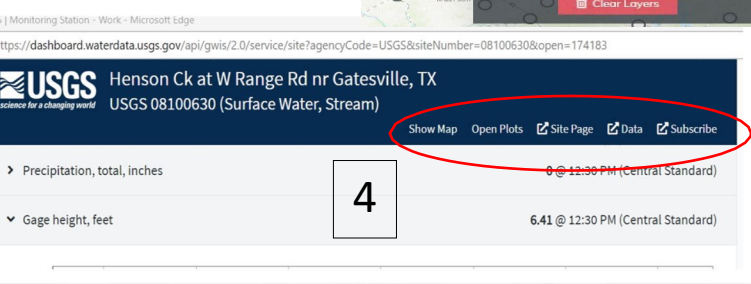 Clear Layers
| Monitoring Station - Work - Microsoft Edge
ttps://dashboard.waterdata.usgs.gov/api/gwis/2.0/service/site?agencyCode=USGS&siteNumber=08100630&open=174183
USGS
science for a changing world
Henson Ck at W Range Rd nr Gatesville, TX
USGS 08100630 (Surface Water, Stream)
Show Map Open Plots Site Page Data Subscribe
Precipitation, total, inches 0 @ 12:30 PM (Central Standard)
4
Gage height, feet 6.41 @ 12:30 PM (Central Standard)